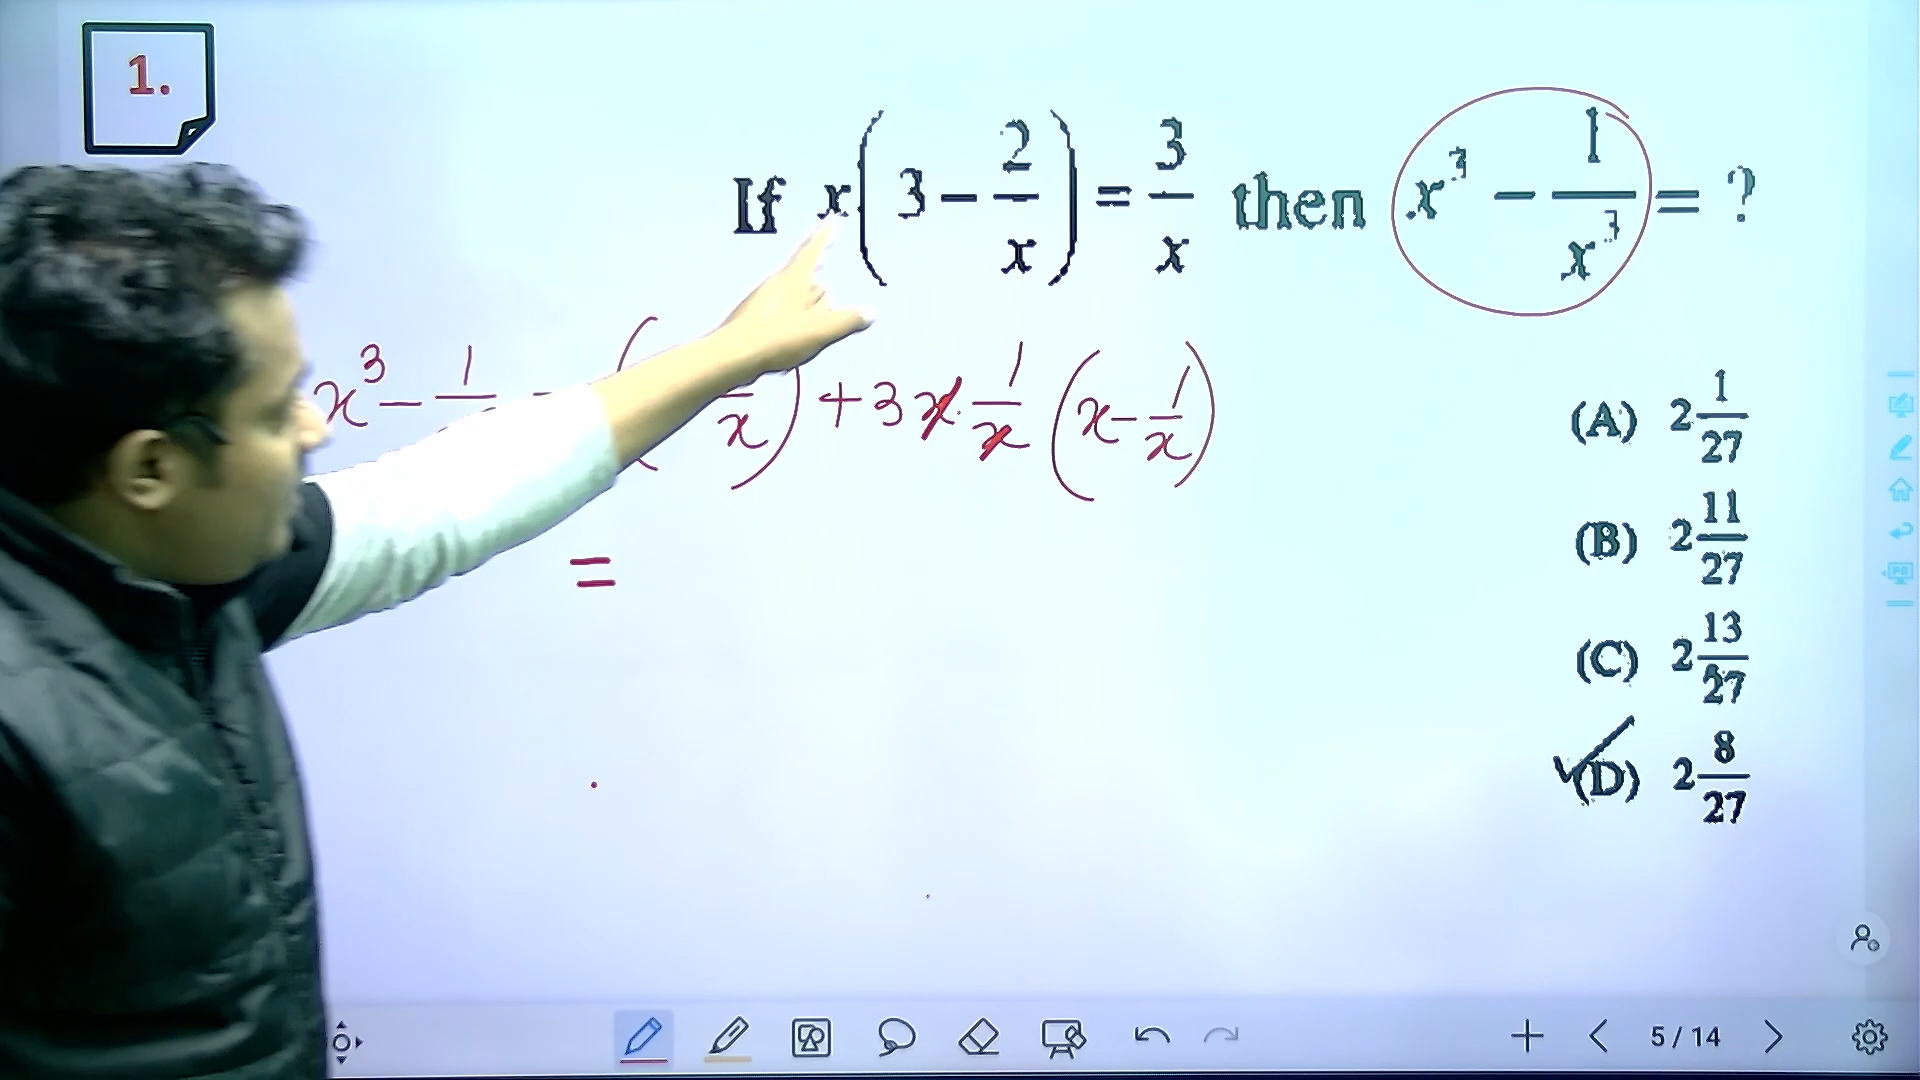 1.
If x(3 - 2/x) = 3/x then x³ - 1/x³ = ?
x³ - 1 ( x ) + 3x · 1/x (x - 1/x)
=
(A) 2 1/27
(B) 2 11/27
(C) 2 13/27
(D) 2 8/27
5 / 14